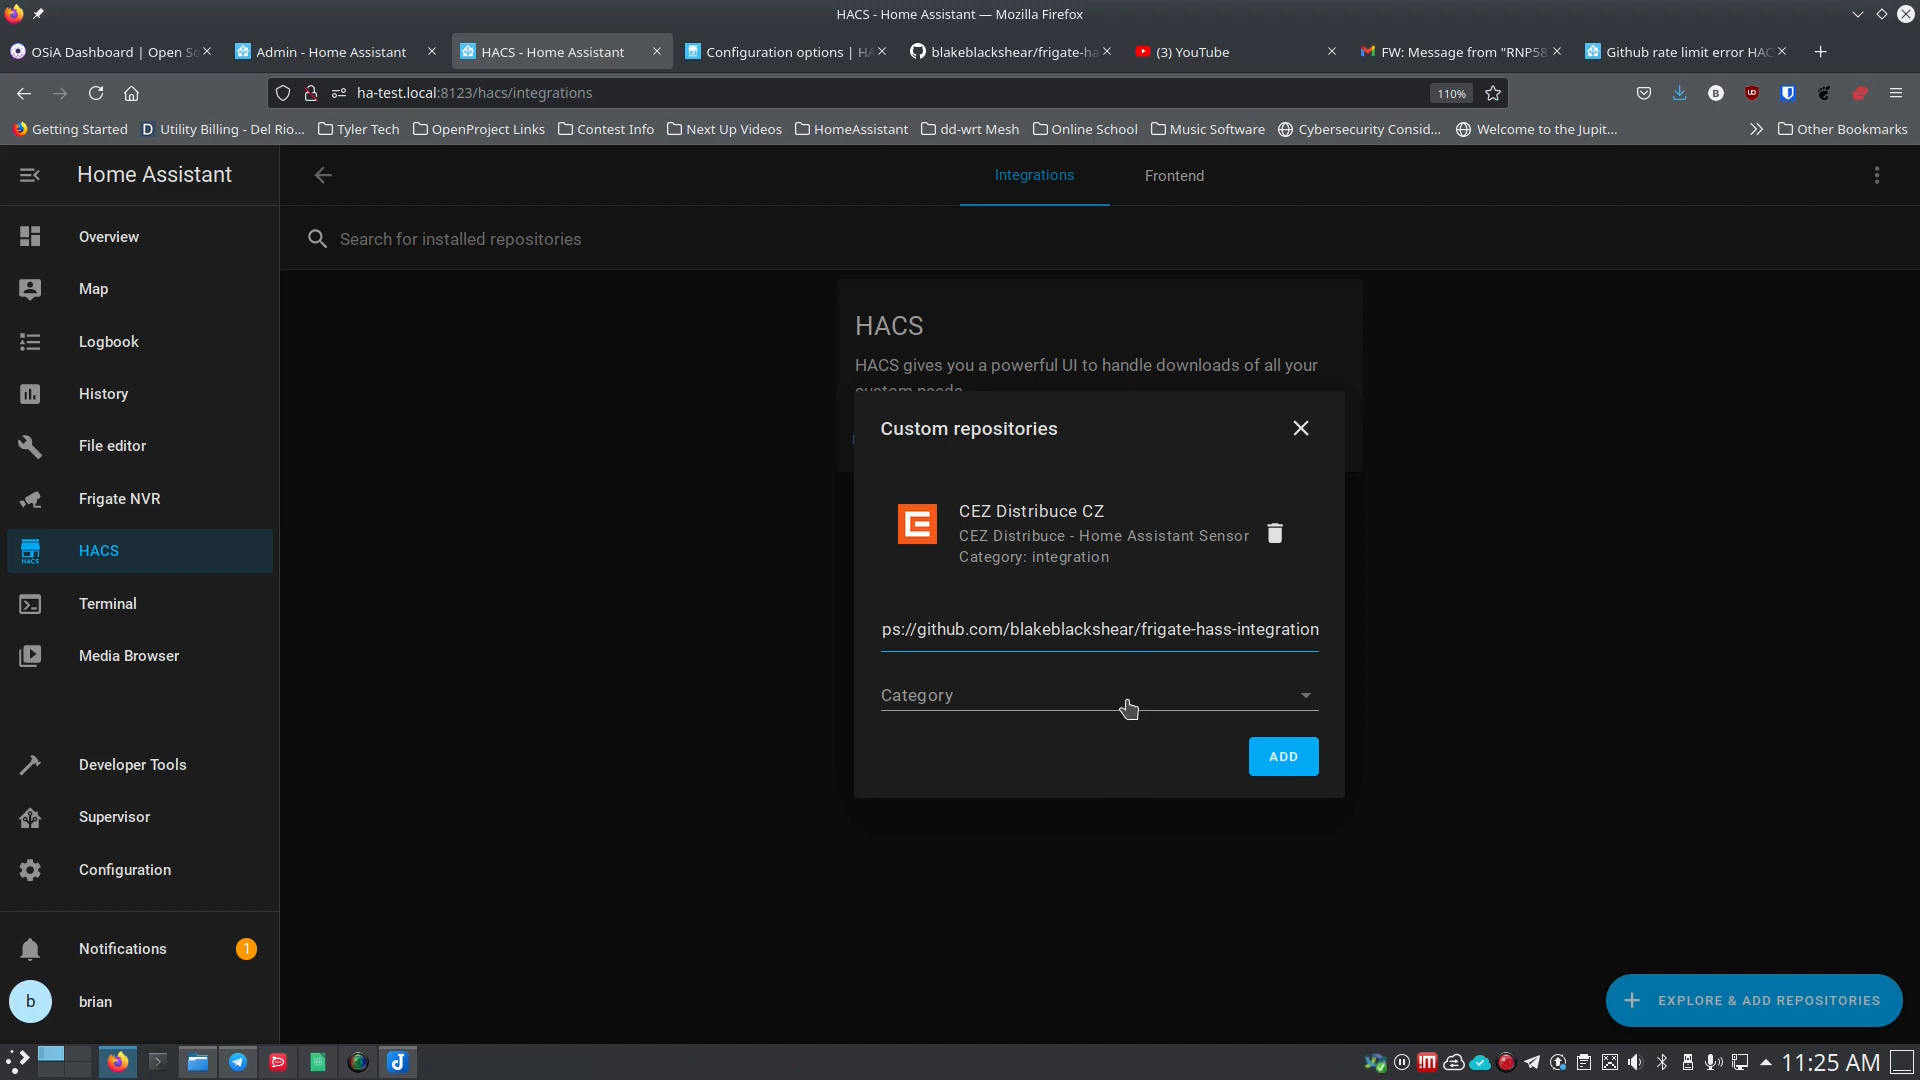 HACS - Home Assistant — Mozilla Firefox
OSiA Dashboard | Open So
Admin - Home Assistant
HACS - Home Assistant
Configuration options | HA
blakeblackshear/frigate-ha
(3) YouTube
FW: Message from "RNP58
Github rate limit error HAC
ha-test.local:8123/hacs/integrations
110%
Getting Started
Utility Billing - Del Rio...
Tyler Tech
OpenProject Links
Contest Info
Next Up Videos
HomeAssistant
dd-wrt Mesh
Online School
Music Software
Cybersecurity Consid...
Welcome to the Jupit...
Other Bookmarks
Home Assistant
Integrations
Frontend
Search for installed repositories
Overview
Map
Logbook
History
File editor
Frigate NVR
HACS
Terminal
Media Browser
Developer Tools
Supervisor
Configuration
Notifications
1
b
brian
HACS
HACS gives you a powerful UI to handle downloads of all your
custom needs
Custom repositories
CEZ Distribuce CZ
CEZ Distribuce - Home Assistant Sensor
Category: integration
ps://github.com/blakeblackshear/frigate-hass-integration
Category
ADD
EXPLORE & ADD REPOSITORIES
11:25 AM